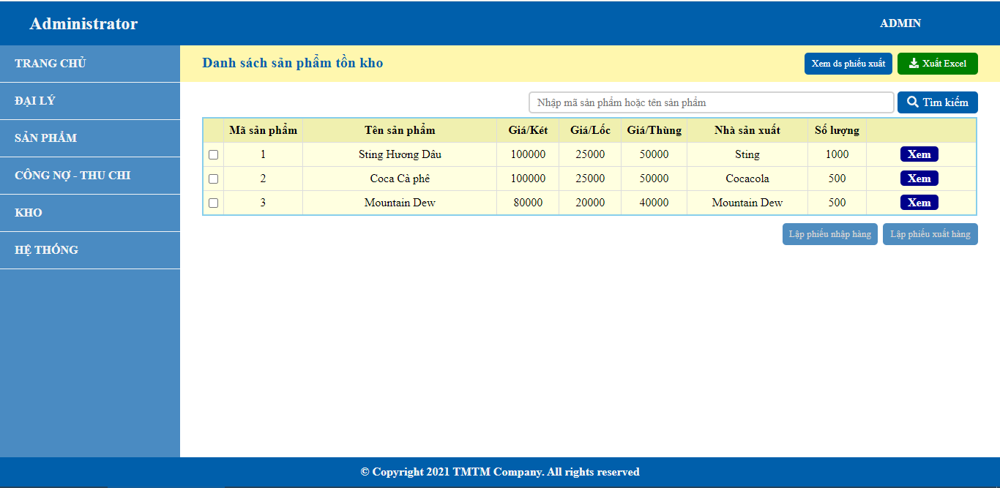 Administrator
ADMIN
TRANG CHỦ
ĐẠI LÝ
SẢN PHẨM
CÔNG NỢ - THU CHI
KHO
HỆ THỐNG
Danh sách sản phẩm tồn kho
Xem ds phiếu xuất
Xuất Excel
Nhập mã sản phẩm hoặc tên sản phẩm
Tìm kiếm
Mã sản phẩm Tên sản phẩm Giá/Két Giá/Lốc Giá/Thùng Nhà sản xuất Số lượng
1 Sting Hương Dâu 100000 25000 50000 Sting 1000 Xem
2 Coca Cà phê 100000 25000 50000 Cocacola 500 Xem
3 Mountain Dew 80000 20000 40000 Mountain Dew 500 Xem
Lập phiếu nhập hàng
Lập phiếu xuất hàng
© Copyright 2021 TMTM Company. All rights reserved